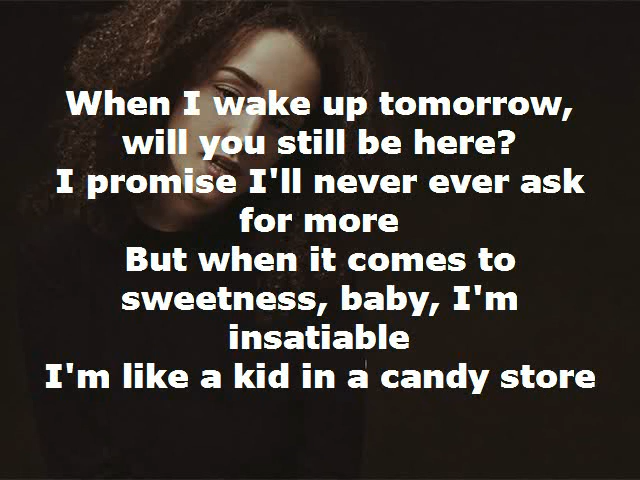 When I wake up tomorrow,
will you still be here?
I promise I'll never ever ask
for more
But when it comes to
sweetness, baby, I'm
insatiable
I'm like a kid in a candy store